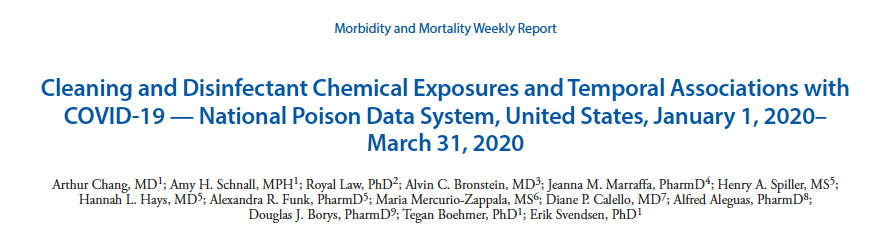 Morbidity and Mortality Weekly Report
Cleaning and Disinfectant Chemical Exposures and Temporal Associations with
COVID-19 — National Poison Data System, United States, January 1, 2020–
March 31, 2020
Arthur Chang, MD1; Amy H. Schnall, MPH1; Royal Law, PhD2; Alvin C. Bronstein, MD3; Jeanna M. Marraffa, PharmD4; Henry A. Spiller, MS5;
Hannah L. Hays, MD5; Alexandra R. Funk, PharmD5; Maria Mercurio-Zappala, MS6; Diane P. Calello, MD7; Alfred Aleguas, PharmD8;
Douglas J. Borys, PharmD9; Tegan Boehmer, PhD1; Erik Svendsen, PhD1